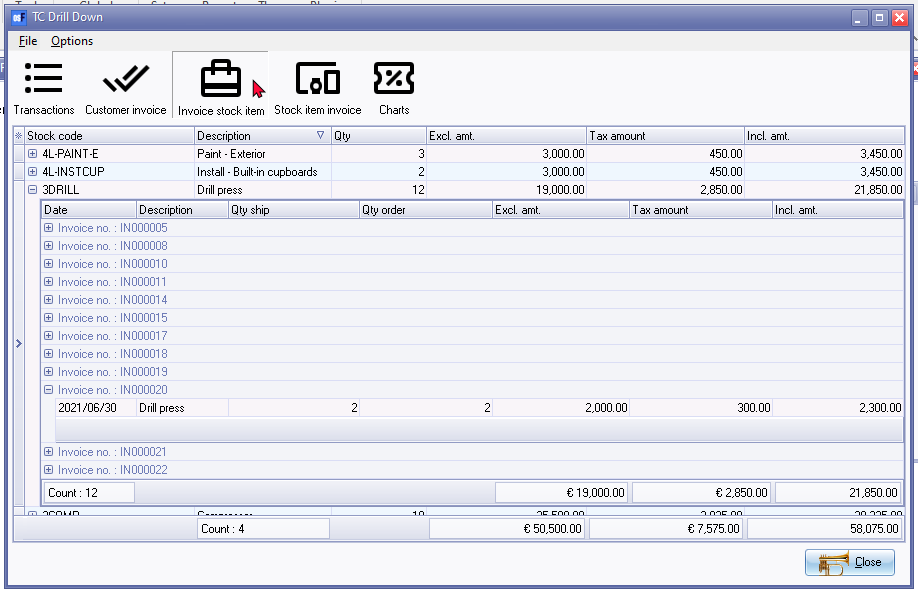 TC Drill Down
File Options
Transactions Customer invoice Invoice stock item Stock item invoice Charts
Stock code Description Qty Excl. amt. Tax amount Incl. amt.
4L-PAINT-E Paint - Exterior 3 3,000.00 450.00 3,450.00
4L-INSTCUP Install - Built-in cupboards 2 3,000.00 450.00 3,450.00
3DRILL Drill press 12 19,000.00 2,850.00 21,850.00
Date Description Qty ship Qty order Excl. amt. Tax amount Incl. amt.
Invoice no. : IN000005
Invoice no. : IN000008
Invoice no. : IN000010
Invoice no. : IN000011
Invoice no. : IN000014
Invoice no. : IN000015
Invoice no. : IN000017
Invoice no. : IN000018
Invoice no. : IN000019
Invoice no. : IN000020
2021/06/30 Drill press 2 2 2,000.00 300.00 2,300.00
Invoice no. : IN000021
Invoice no. : IN000022
Count : 12 € 19,000.00 € 2,850.00 21,850.00
Count : 4 € 50,500.00 € 7,575.00 58,075.00
Close